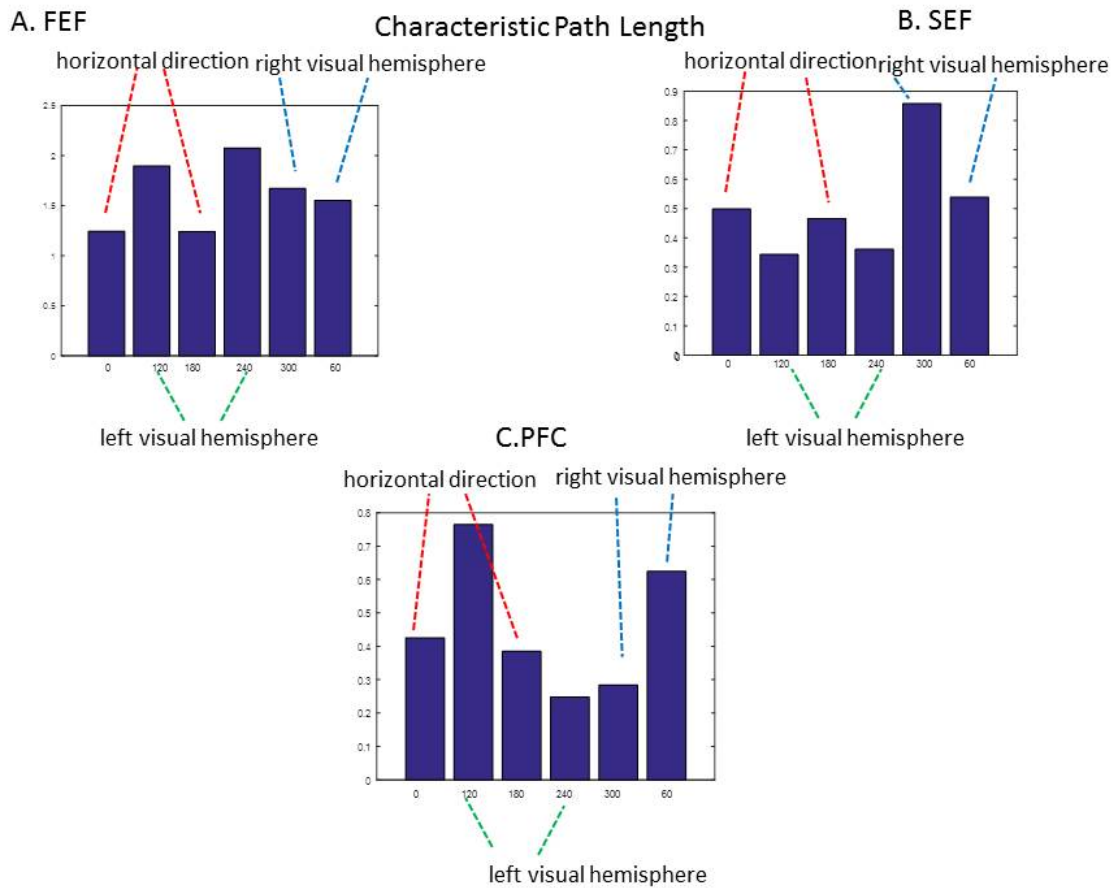 A. FEF
Characteristic Path Length
B. SEF
horizontal direction right visual hemisphere
2.5
2
1.5
1
0.5
0
0 120 180 240 300 60
left visual hemisphere
horizontal direction right visual hemisphere
0.9
0.8
0.7
0.6
0.5
0.4
0.3
0.2
0.1
0
0 120 180 240 300 60
left visual hemisphere
C.PFC
horizontal direction right visual hemisphere
0.8
0.7
0.6
0.5
0.4
0.3
0.2
0.1
0
0 120 180 240 300 60
left visual hemisphere